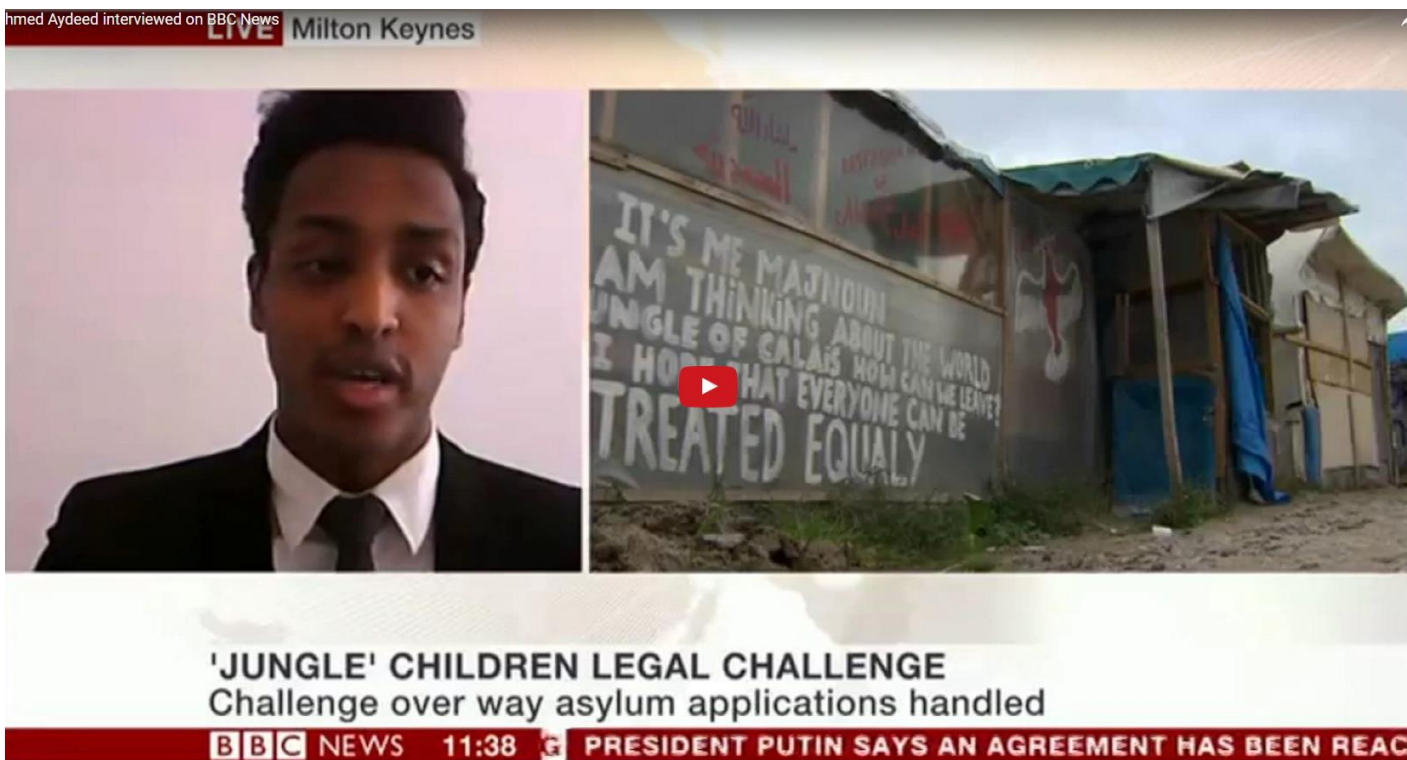 hmed Aydeed interviewed on BBC News
LIVE Milton Keynes
IT'S ME MAJNOUN
AM THiNKiNG ABOUT THE WORLD
UNGLE OF CALAiS HOW CAN WE LEAVE?
I HOPE THAT EVERYONE CAN BE
TREATED EQUALY
'JUNGLE' CHILDREN LEGAL CHALLENGE
Challenge over way asylum applications handled
BBC NEWS 11:38 G PRESIDENT PUTIN SAYS AN AGREEMENT HAS BEEN REAC